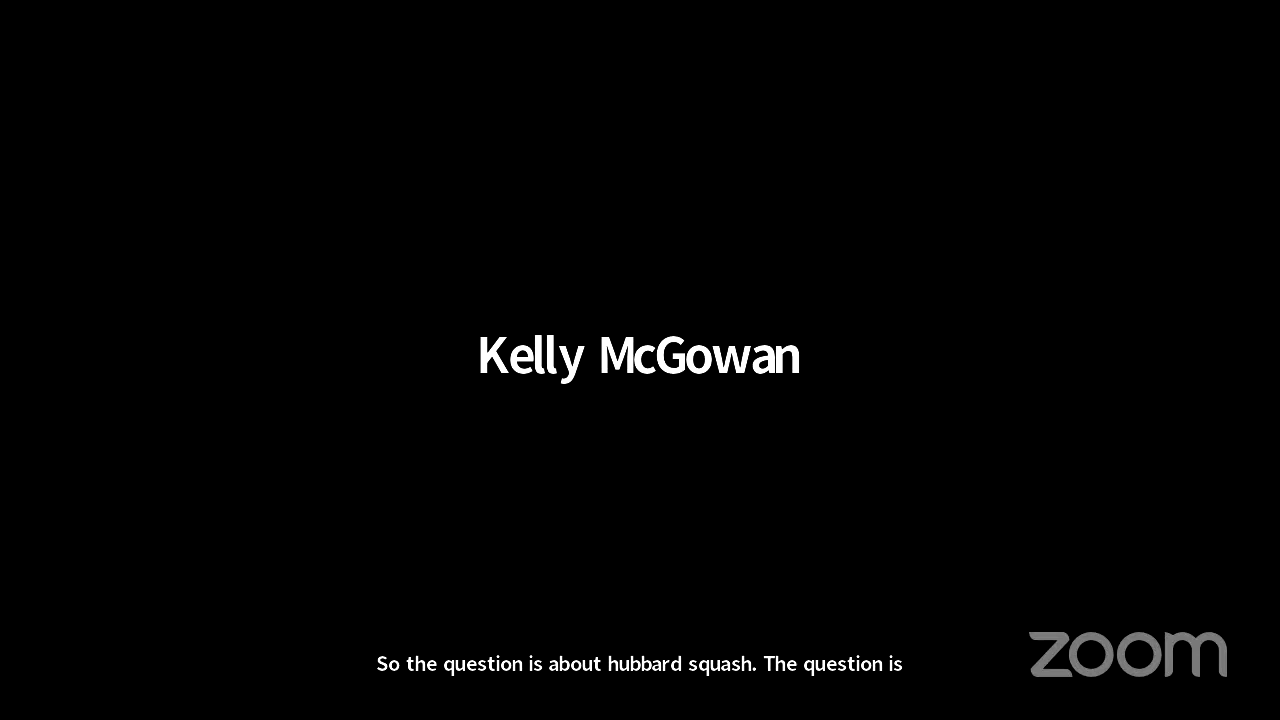 Kelly McGowan
So the question is about hubbard squash. The question is
zoom